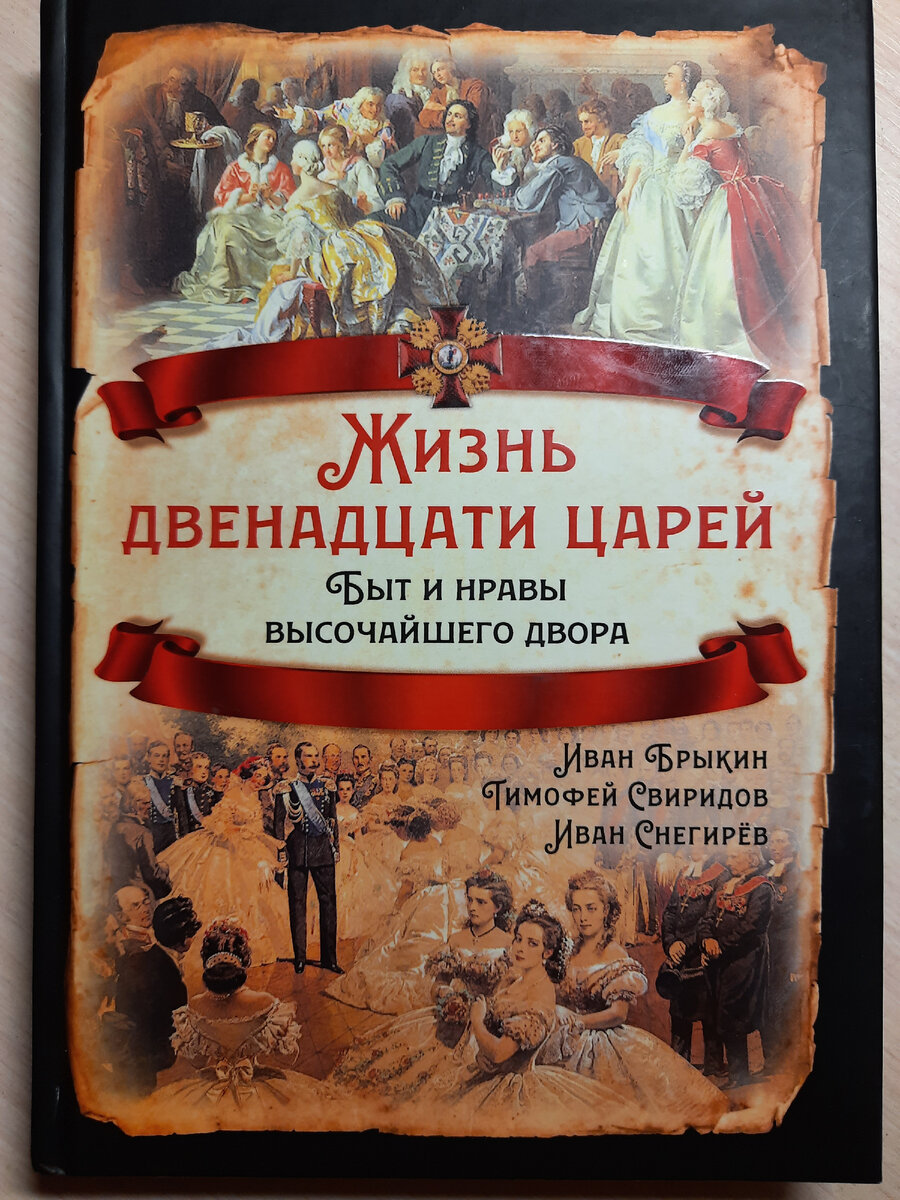 Жизнь
двенадцати царей
Быт и нравы
высочайшего двора
Иван Брыкин
Тимофей Свиридов
Иван Снегирёв